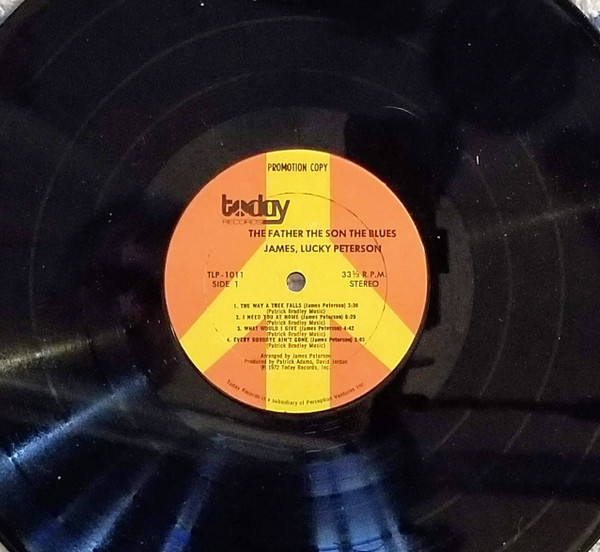 PROMOTION COPY
today
RECORDS
THE FATHER THE SON THE BLUES
JAMES, LUCKY PETERSON
TLP-1011 33⅓ R.P.M.
SIDE 1 STEREO
1. THE WAY A TREE FALLS (James Peterson) 3:38
(Patrick Bradley Music)
2. I NEED YOU AT HOME (James Peterson) 6:29
(Patrick Bradley Music)
3. WHAT WOULD I GIVE (James Peterson) 4:42
(Patrick Bradley Music)
4. EVERY GOODBYE AIN'T GONE (James Peterson) 5:03
(Patrick Bradley Music)
Arranged by James Peterson
Produced by Patrick Adams, David Jordan
Ⓟ 1972 Today Records, Inc.
Today Records is a subsidiary of Perception Ventures Inc.